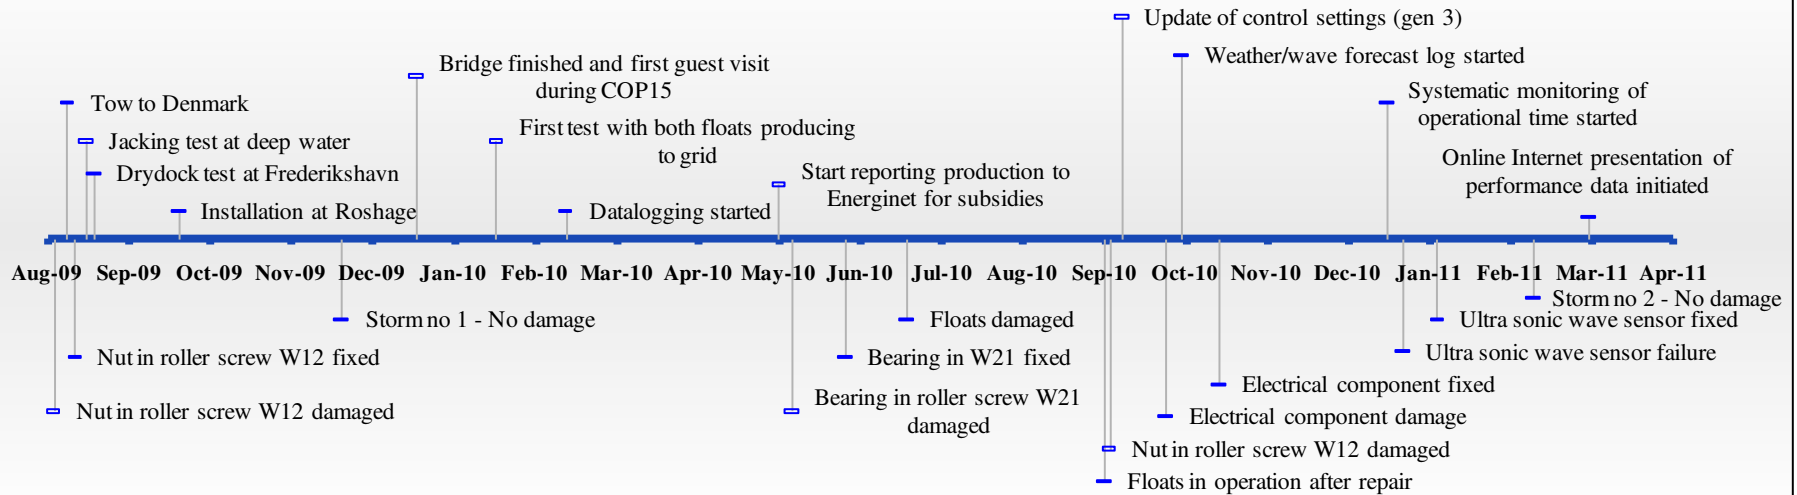 Update of control settings (gen 3)
Weather/wave forecast log started
Bridge finished and first guest visit
during COP15
Systematic monitoring of
operational time started
Tow to Denmark
Jacking test at deep water
First test with both floats producing
to grid
Online Internet presentation of
performance data initiated
Drydock test at Frederikshavn
Start reporting production to
Energinet for subsidies
Installation at Roshage
Datalogging started
Aug-09 Sep-09 Oct-09 Nov-09 Dec-09 Jan-10 Feb-10 Mar-10 Apr-10 May-10 Jun-10 Jul-10 Aug-10 Sep-10 Oct-10 Nov-10 Dec-10 Jan-11 Feb-11 Mar-11 Apr-11
Storm no 2 - No damage
Storm no 1 - No damage
Floats damaged
Ultra sonic wave sensor fixed
Nut in roller screw W12 fixed
Bearing in W21 fixed
Ultra sonic wave sensor failure
Electrical component fixed
Nut in roller screw W12 damaged
Bearing in roller screw W21
damaged
Electrical component damage
Nut in roller screw W12 damaged
Floats in operation after repair